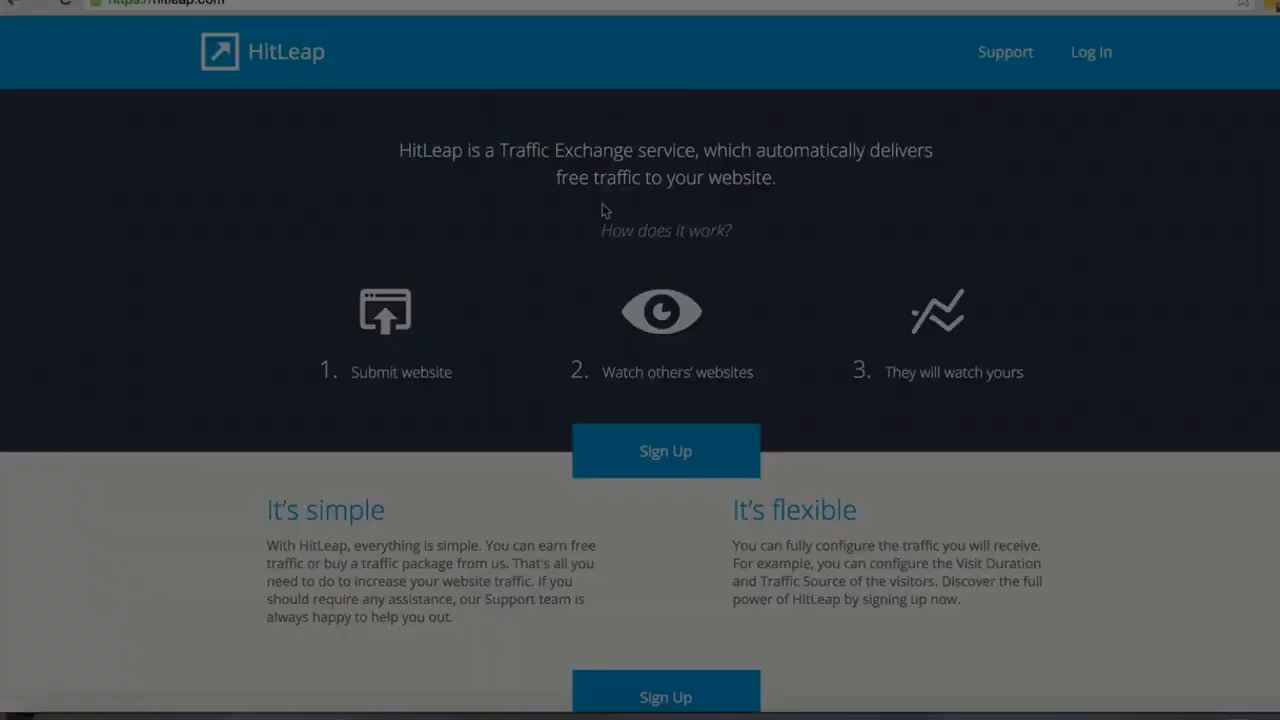 https://hitleap.com
HitLeap
Support
Log In
HitLeap is a Traffic Exchange service, which automatically delivers
free traffic to your website.
How does it work?
1. Submit website
2. Watch others' websites
3. They will watch yours
Sign Up
It's simple
With HitLeap, everything is simple. You can earn free
traffic or buy a traffic package from us. That's all you
need to do to increase your website traffic. If you
should require any assistance, our Support team is
always happy to help you out.
It's flexible
You can fully configure the traffic you will receive.
For example, you can configure the Visit Duration
and Traffic Source of the visitors. Discover the full
power of HitLeap by signing up now.
Sign Up